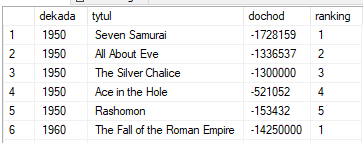 dekada tytul dochod ranking
1 1950 Seven Samurai -1728159 1
2 1950 All About Eve -1336537 2
3 1950 The Silver Chalice -1300000 3
4 1950 Ace in the Hole -521052 4
5 1950 Rashomon -153432 5
6 1960 The Fall of the Roman Empire -14250000 1